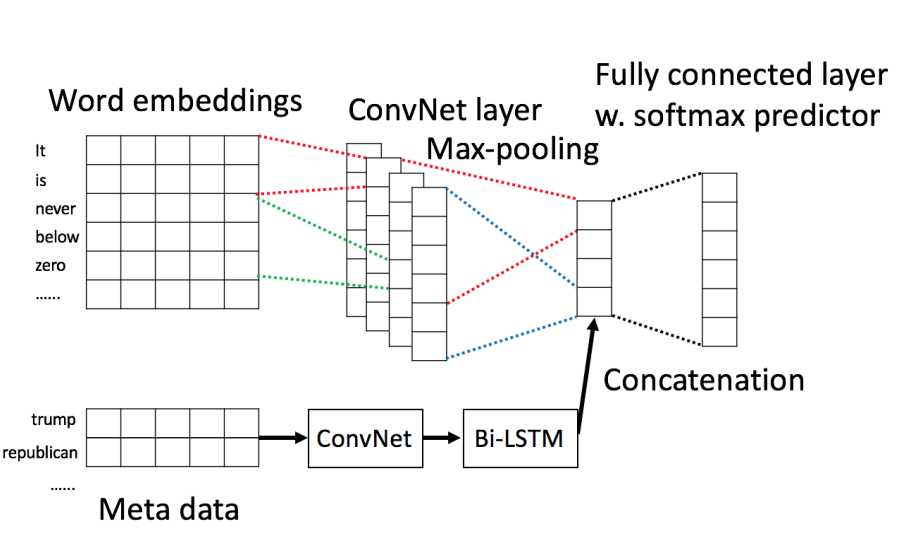 Fully connected layer
w. softmax predictor
Word embeddings
ConvNet layer
Max-pooling
It
is
never
below
zero
......
Concatenation
trump
republican
......
ConvNet
Bi-LSTM
Meta data